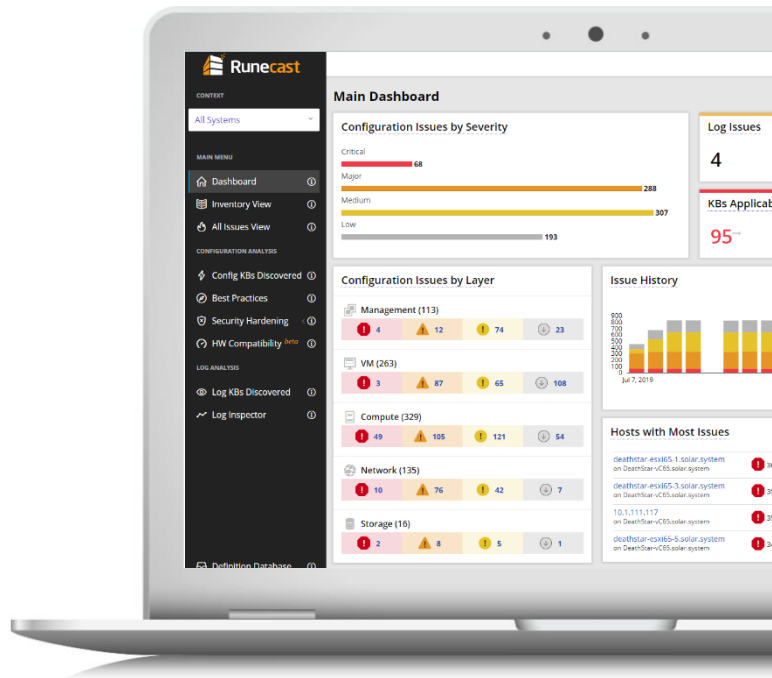 Runecast
CONTEXT
All Systems
MAIN MENU
Dashboard
Inventory View
All Issues View
CONFIGURATION ANALYSIS
Config KBs Discovered
Best Practices
Security Hardening
HW Compatibility beta
LOG ANALYSIS
Log KBs Discovered
Log Inspector
Definition Database
Main Dashboard
Configuration Issues by Severity
Critical
68
Major
288
Medium
307
Low
193
Log Issues
4
KBs Applicab
95
Configuration Issues by Layer
Management (113)
4 12 74 23
VM (263)
3 87 65 108
Compute (329)
49 105 121 54
Network (135)
10 76 42 7
Storage (16)
2 8 5 1
Issue History
900
800
700
600
500
400
300
200
100
0
Jul 7, 2019
Hosts with Most Issues
deathstar-esxi65-1.solar.system
on DeathStar-vC65.solar.system
deathstar-esxi65-3.solar.system
on DeathStar-vC65.solar.system
10.1.111.117
on DeathStar-vC65.solar.system
deathstar-esxi65-5.solar.system
on DeathStar-vC65.solar.system